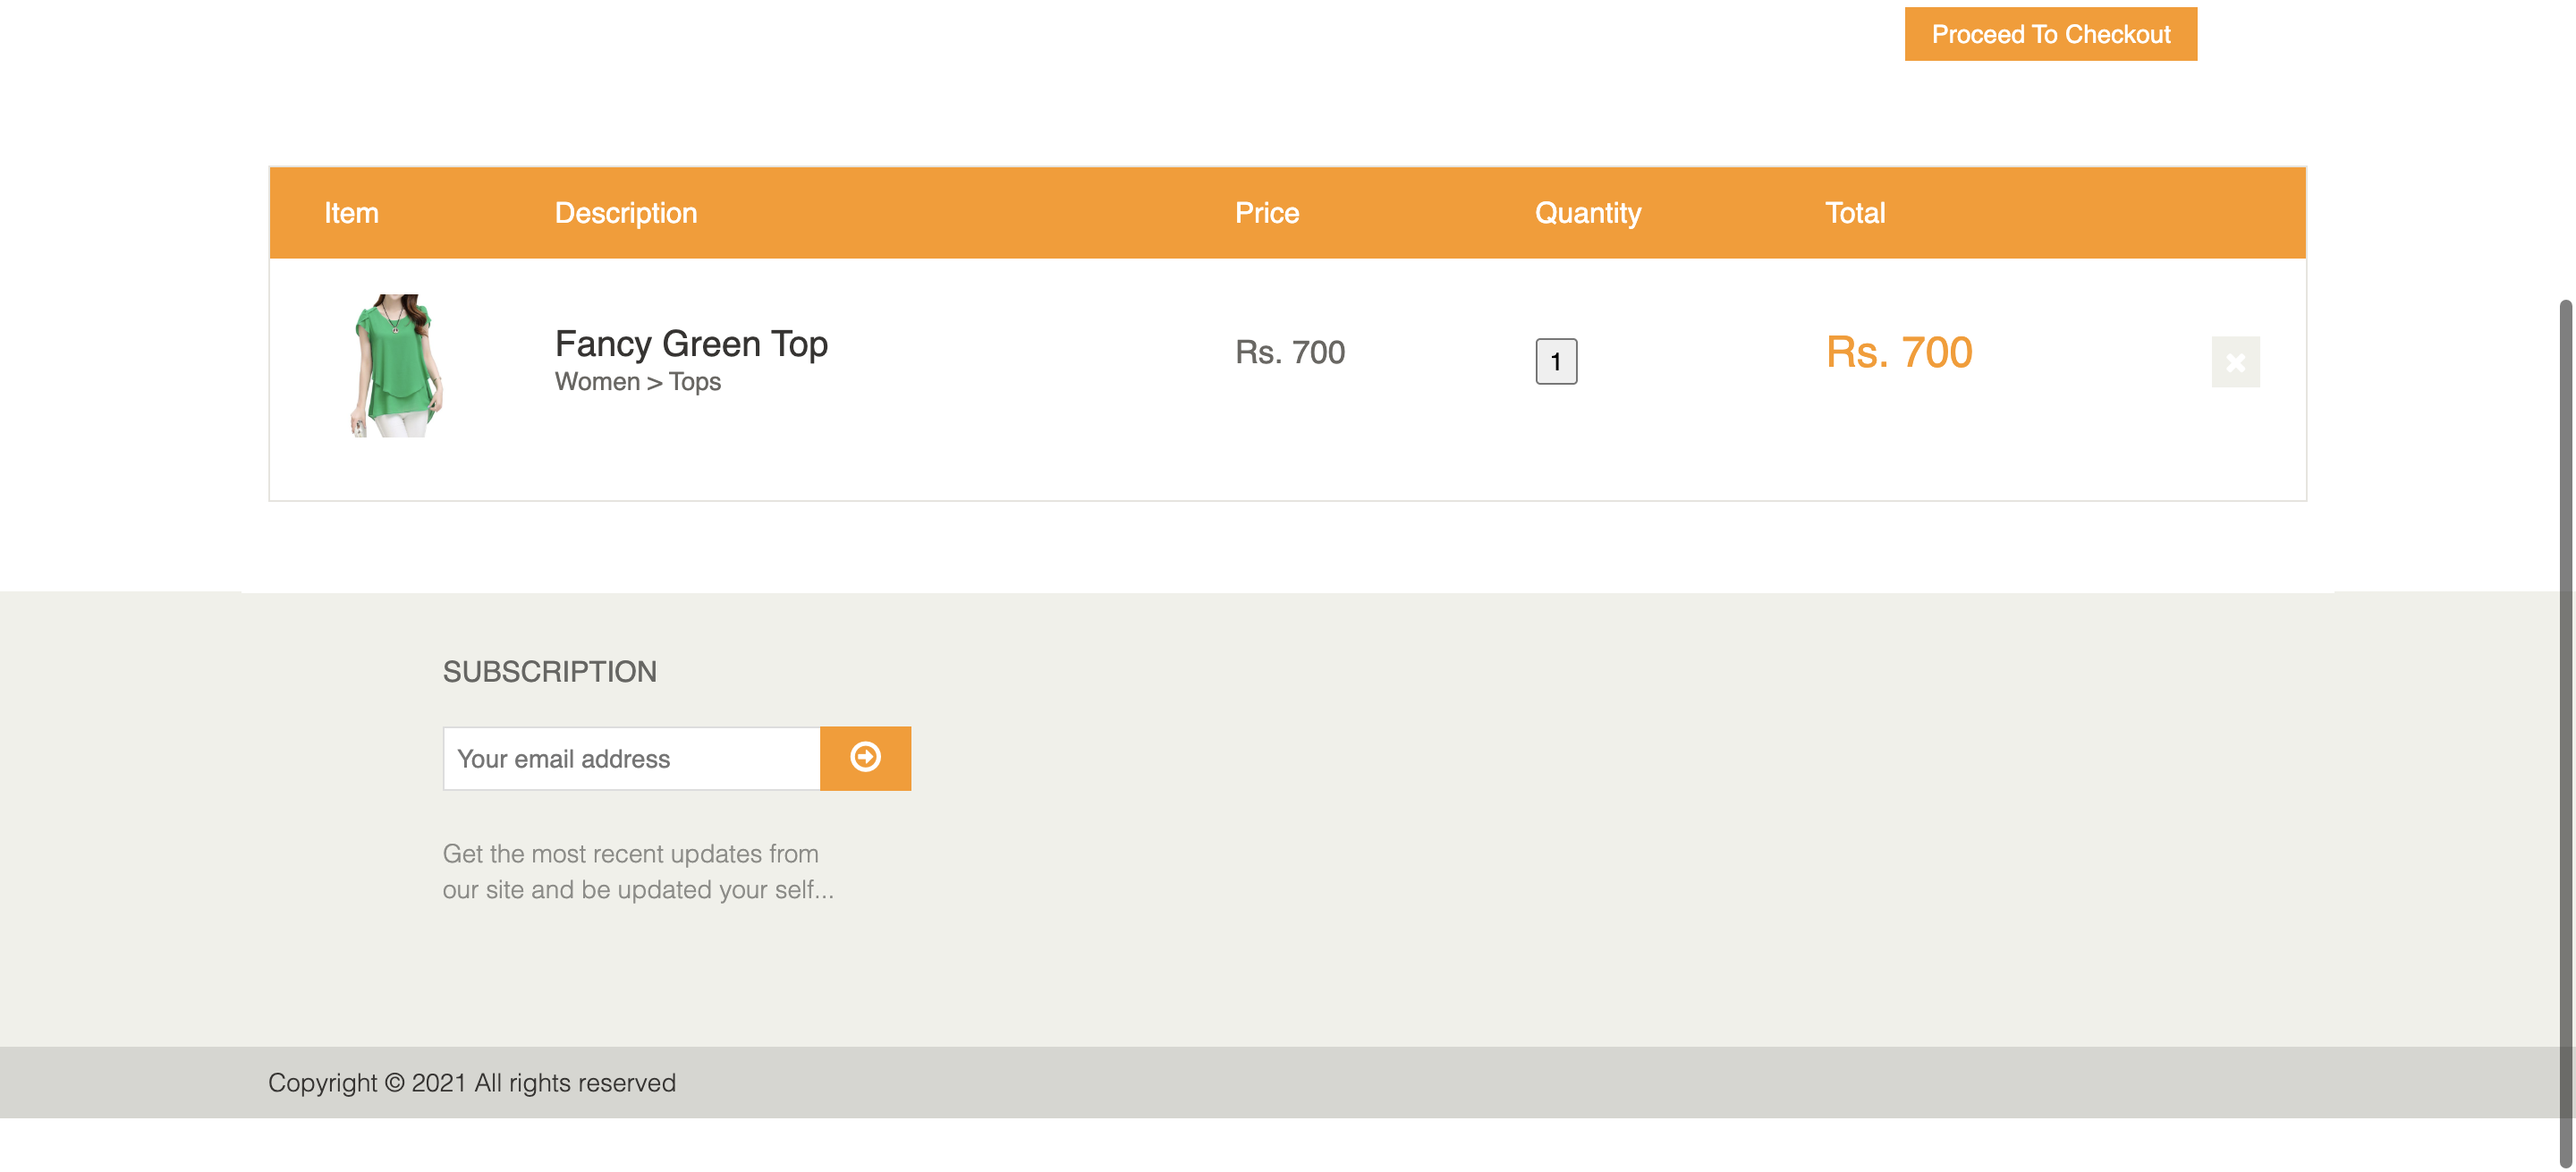 Proceed To Checkout
Item Description Price Quantity Total
Fancy Green Top Rs. 700 1 Rs. 700
Women > Tops
SUBSCRIPTION
Your email address
Get the most recent updates from
our site and be updated your self...
Copyright © 2021 All rights reserved